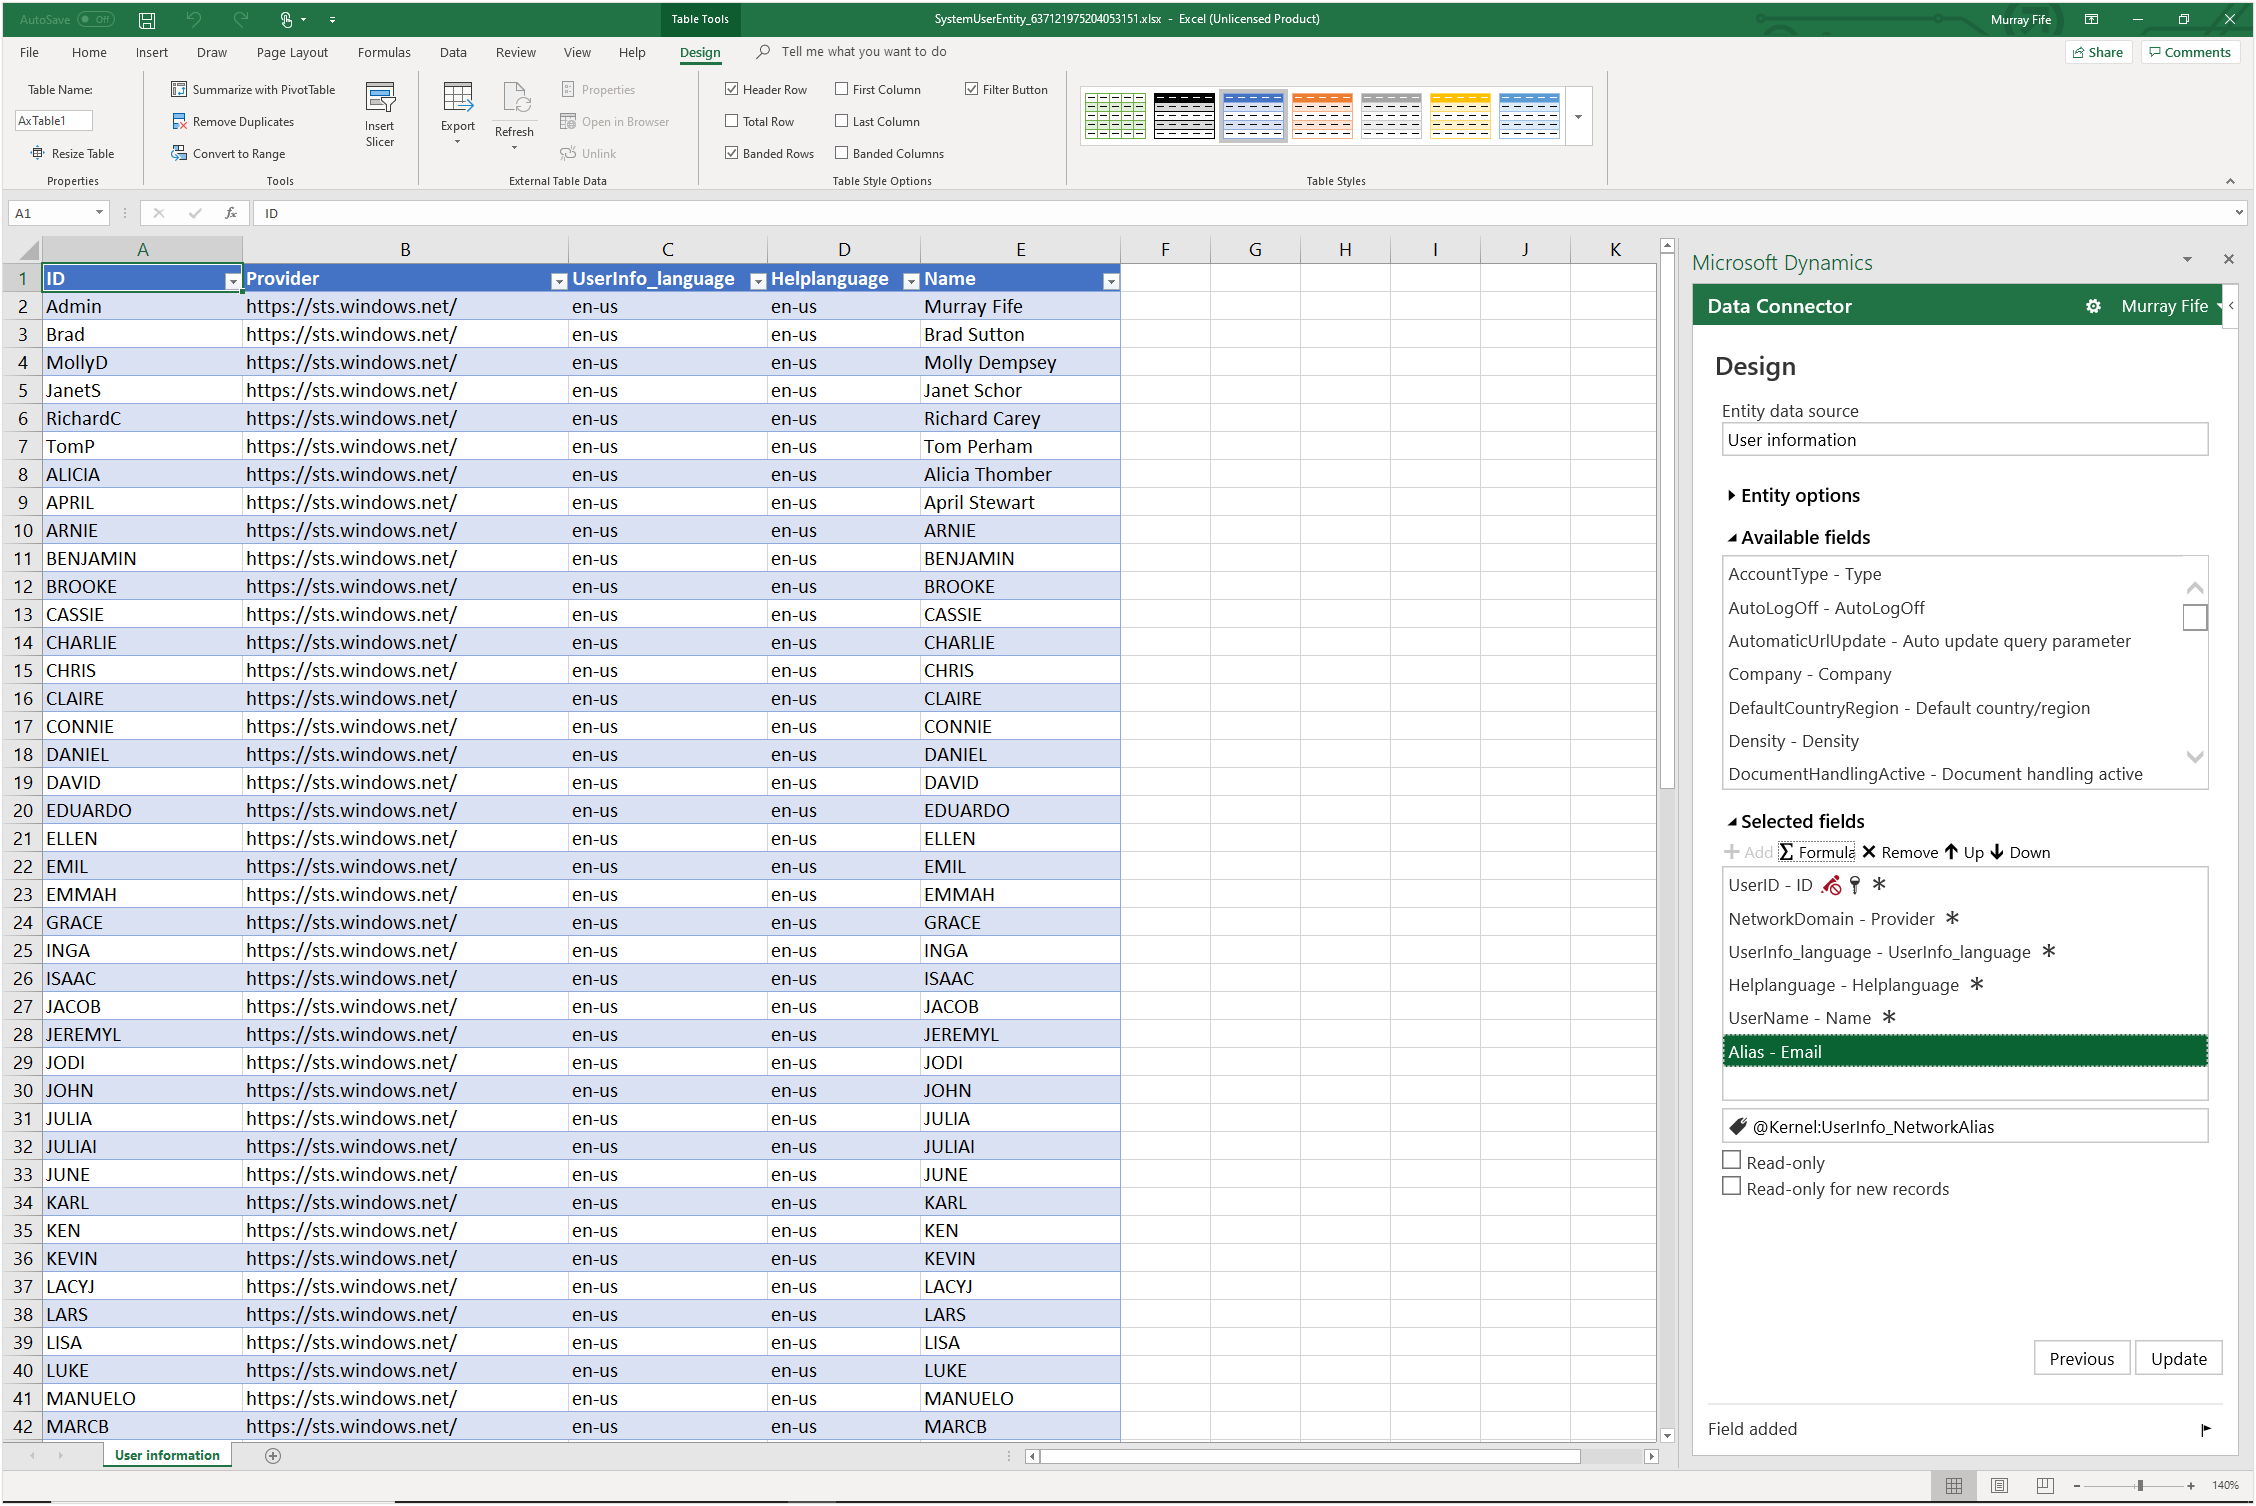 AutoSave Off
Table Tools
SystemUserEntity_637121975204053151.xlsx - Excel (Unlicensed Product)
Murray Fife
File Home Insert Draw Page Layout Formulas Data Review View Help Design Tell me what you want to do
Share Comments
Table Name:
AxTable1
Resize Table
Properties
Summarize with PivotTable
Remove Duplicates
Convert to Range
Insert Slicer
Tools
Export
Refresh
Properties
Open in Browser
Unlink
External Table Data
Header Row First Column Filter Button
Total Row Last Column
Banded Rows Banded Columns
Table Style Options
Table Styles
A1 fx ID
A B C D E F G H I J K
1 ID Provider UserInfo_language Helplanguage Name
2 Admin https://sts.windows.net/ en-us en-us Murray Fife
3 Brad https://sts.windows.net/ en-us en-us Brad Sutton
4 MollyD https://sts.windows.net/ en-us en-us Molly Dempsey
5 JanetS https://sts.windows.net/ en-us en-us Janet Schor
6 RichardC https://sts.windows.net/ en-us en-us Richard Carey
7 TomP https://sts.windows.net/ en-us en-us Tom Perham
8 ALICIA https://sts.windows.net/ en-us en-us Alicia Thomber
9 APRIL https://sts.windows.net/ en-us en-us April Stewart
10 ARNIE https://sts.windows.net/ en-us en-us ARNIE
11 BENJAMIN https://sts.windows.net/ en-us en-us BENJAMIN
12 BROOKE https://sts.windows.net/ en-us en-us BROOKE
13 CASSIE https://sts.windows.net/ en-us en-us CASSIE
14 CHARLIE https://sts.windows.net/ en-us en-us CHARLIE
15 CHRIS https://sts.windows.net/ en-us en-us CHRIS
16 CLAIRE https://sts.windows.net/ en-us en-us CLAIRE
17 CONNIE https://sts.windows.net/ en-us en-us CONNIE
18 DANIEL https://sts.windows.net/ en-us en-us DANIEL
19 DAVID https://sts.windows.net/ en-us en-us DAVID
20 EDUARDO https://sts.windows.net/ en-us en-us EDUARDO
21 ELLEN https://sts.windows.net/ en-us en-us ELLEN
22 EMIL https://sts.windows.net/ en-us en-us EMIL
23 EMMAH https://sts.windows.net/ en-us en-us EMMAH
24 GRACE https://sts.windows.net/ en-us en-us GRACE
25 INGA https://sts.windows.net/ en-us en-us INGA
26 ISAAC https://sts.windows.net/ en-us en-us ISAAC
27 JACOB https://sts.windows.net/ en-us en-us JACOB
28 JEREMYL https://sts.windows.net/ en-us en-us JEREMYL
29 JODI https://sts.windows.net/ en-us en-us JODI
30 JOHN https://sts.windows.net/ en-us en-us JOHN
31 JULIA https://sts.windows.net/ en-us en-us JULIA
32 JULIAI https://sts.windows.net/ en-us en-us JULIAI
33 JUNE https://sts.windows.net/ en-us en-us JUNE
34 KARL https://sts.windows.net/ en-us en-us KARL
35 KEN https://sts.windows.net/ en-us en-us KEN
36 KEVIN https://sts.windows.net/ en-us en-us KEVIN
37 LACYJ https://sts.windows.net/ en-us en-us LACYJ
38 LARS https://sts.windows.net/ en-us en-us LARS
39 LISA https://sts.windows.net/ en-us en-us LISA
40 LUKE https://sts.windows.net/ en-us en-us LUKE
41 MANUELO https://sts.windows.net/ en-us en-us MANUELO
42 MARCB https://sts.windows.net/ en-us en-us MARCB
User information
Microsoft Dynamics
Data Connector Murray Fife
Design
Entity data source
User information
Entity options
Available fields
AccountType - Type
AutoLogOff - AutoLogOff
AutomaticUrlUpdate - Auto update query parameter
Company - Company
DefaultCountryRegion - Default country/region
Density - Density
DocumentHandlingActive - Document handling active
Selected fields
Add Σ Formula Remove Up Down
UserID - ID *
NetworkDomain - Provider *
UserInfo_language - UserInfo_language *
Helplanguage - Helplanguage *
UserName - Name *
Alias - Email
@Kernel:UserInfo_NetworkAlias
Read-only
Read-only for new records
Previous Update
Field added
140%